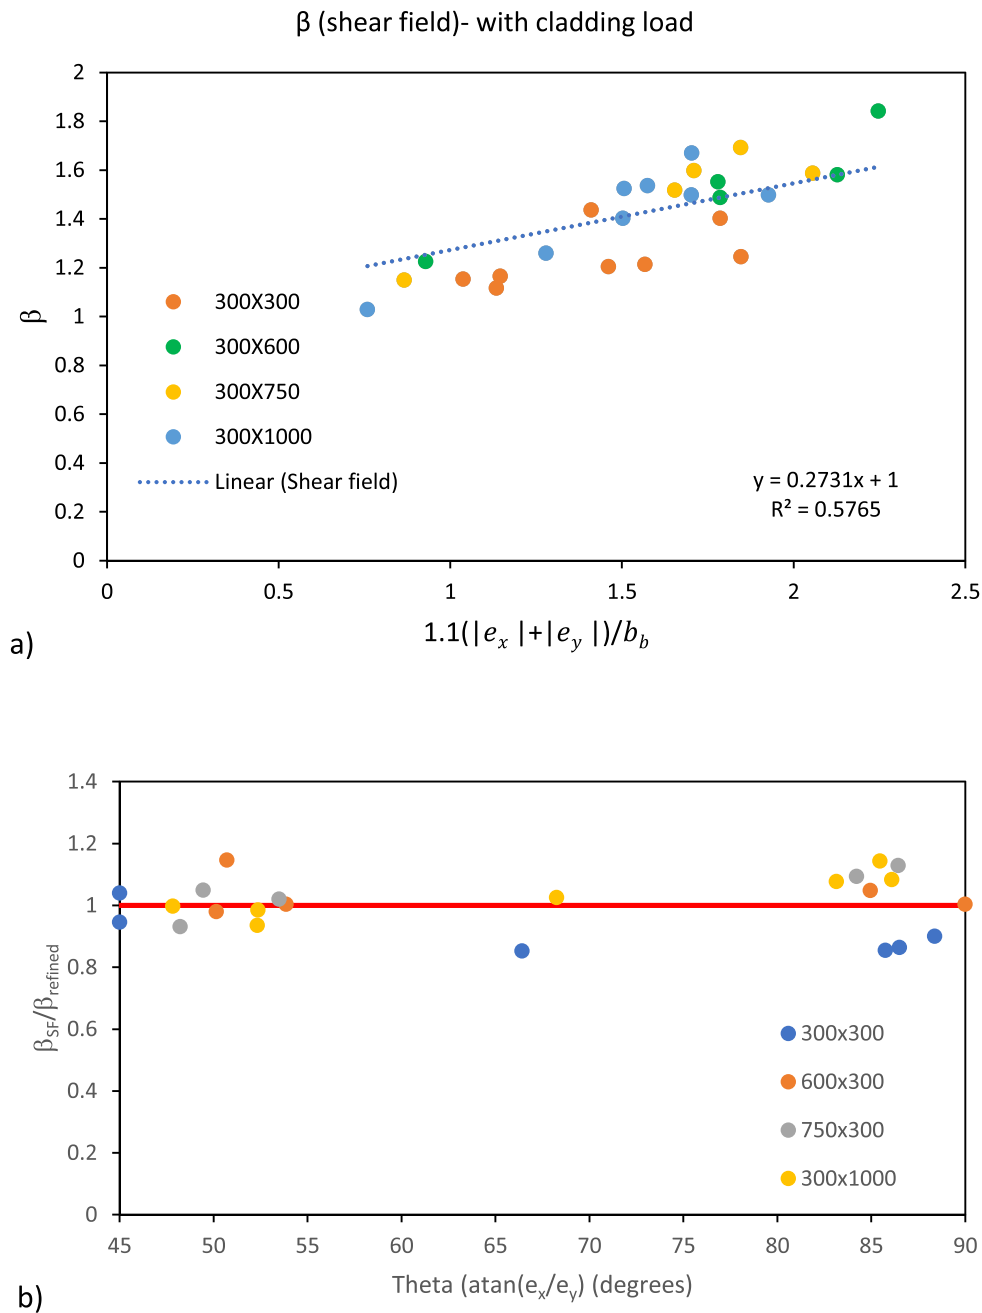 β (shear field)- with cladding load
2
1.8
1.6
1.4
1.2
1
0.8
0.6
0.4
0.2
0
β
300X300
300X600
300X750
300X1000
Linear (Shear field)
y = 0.2731x + 1
R² = 0.5765
0 0.5 1 1.5 2 2.5
1.1(|e_x |+|e_y |)/b_b
a)
1.4
1.2
1
0.8
0.6
0.4
0.2
0
β_SF/β_refined
300x300
600x300
750x300
300x1000
45 50 55 60 65 70 75 80 85 90
Theta (atan(e_x/e_y) (degrees)
b)